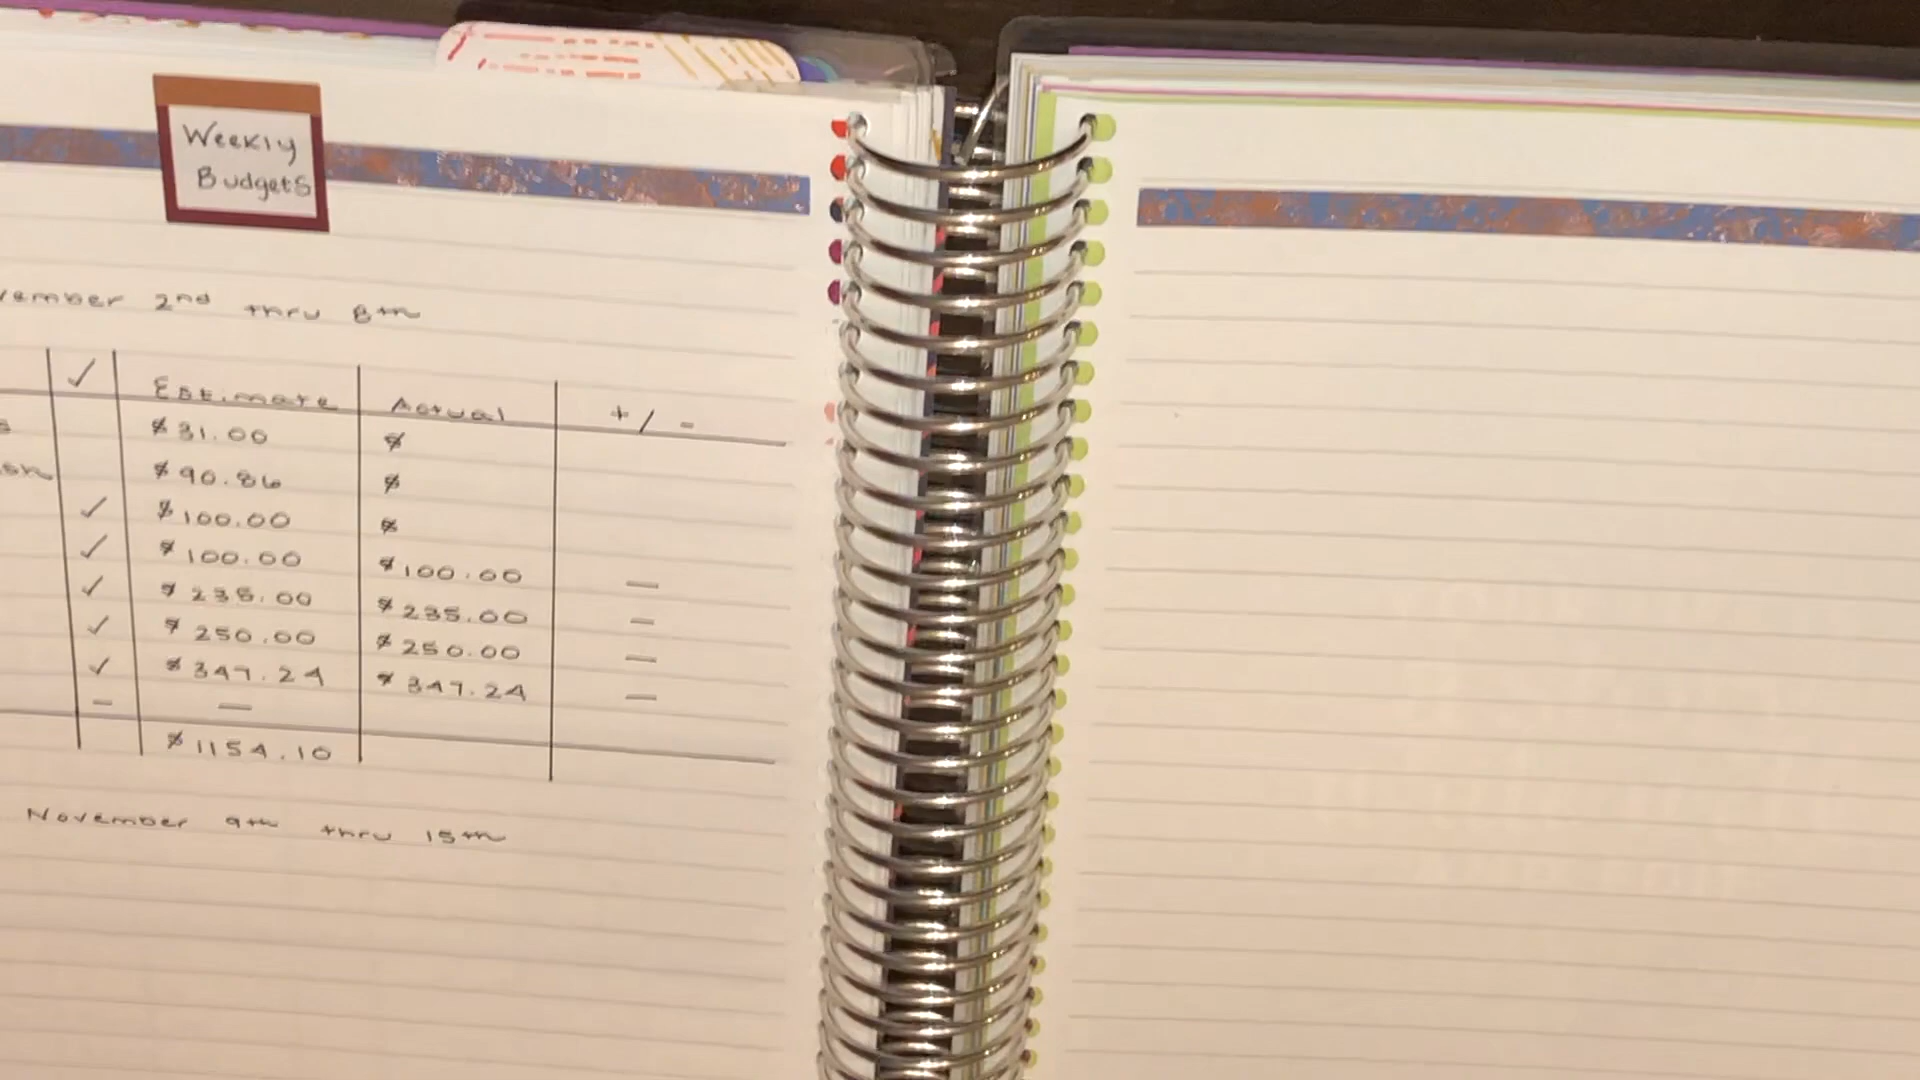 Weekly
Budgets
vember 2nd thru 8th
✓ Estimate Actual + / -
s $31.00 $
sh $90.86 $
✓ $100.00 $
✓ $100.00 $100.00 —
✓ $235.00 $235.00 —
✓ $250.00 $250.00 —
✓ $347.24 $347.24 —
— —
$1154.10
November 9th thru 15th